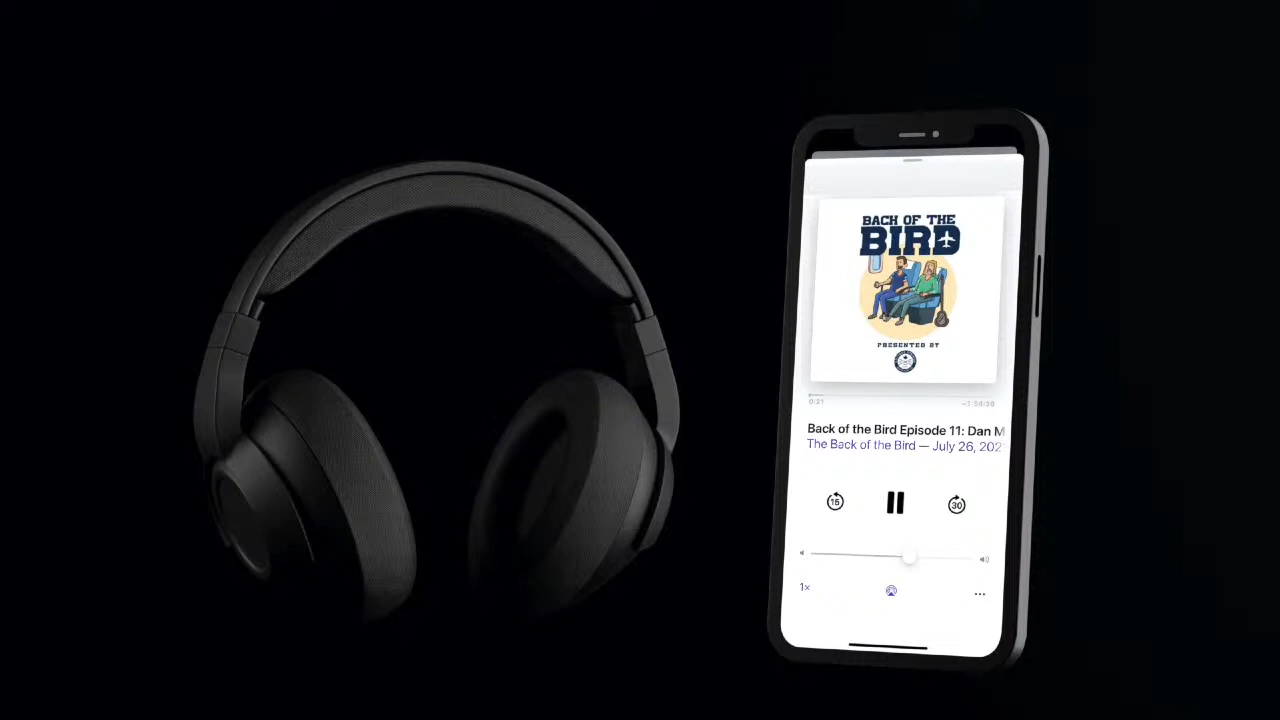 BACK OF THE
BIRD
PRESENTED BY
0:21
-1:54:38
Back of the Bird Episode 11: Dan M
The Back of the Bird — July 26, 202
15
30
1×